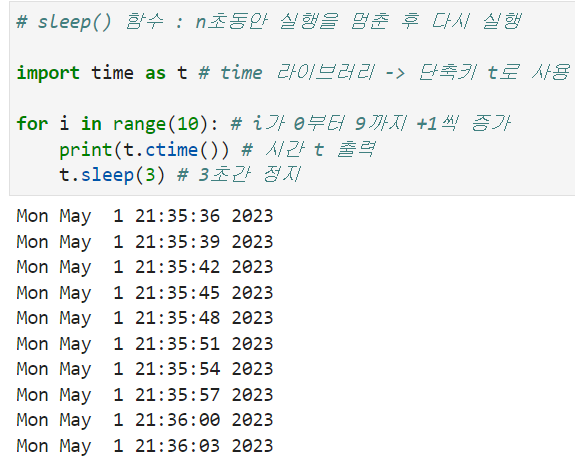 # sleep() 함수 : n초동안 실행을 멈춘 후 다시 실행
import time as t # time 라이브러리 -> 단축키 t로 사용
for i in range(10): # i가 0부터 9까지 +1씩 증가
    print(t.ctime()) # 시간 t 출력
    t.sleep(3) # 3초간 정지
Mon May  1 21:35:36 2023
Mon May  1 21:35:39 2023
Mon May  1 21:35:42 2023
Mon May  1 21:35:45 2023
Mon May  1 21:35:48 2023
Mon May  1 21:35:51 2023
Mon May  1 21:35:54 2023
Mon May  1 21:35:57 2023
Mon May  1 21:36:00 2023
Mon May  1 21:36:03 2023